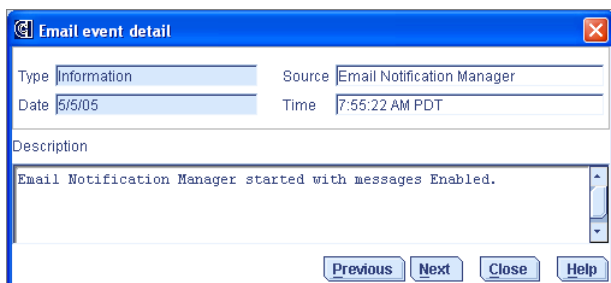 Email event detail
Type Information Source Email Notification Manager
Date 5/5/05 Time 7:55:22 AM PDT
Description
Email Notification Manager started with messages Enabled.
Previous Next Close Help